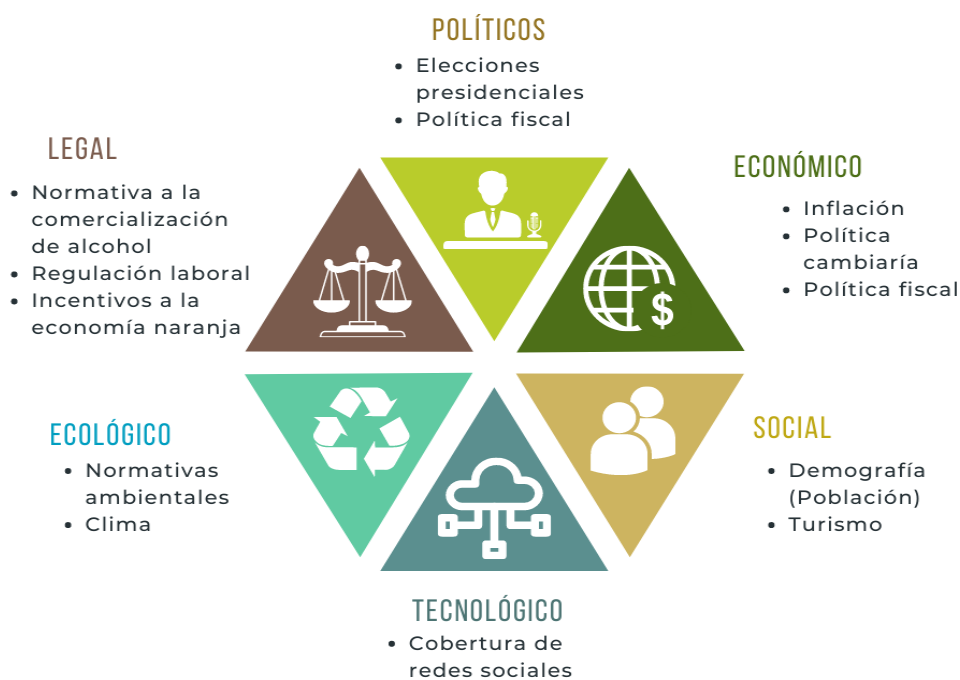 POLÍTICOS
• Elecciones
presidenciales
• Política fiscal
LEGAL
• Normativa a la
comercialización
de alcohol
• Regulación laboral
• Incentivos a la
economía naranja
ECONÓMICO
• Inflación
• Política
cambiaría
• Política fiscal
$
ECOLÓGICO
• Normativas
ambientales
• Clima
SOCIAL
• Demografía
(Población)
• Turismo
TECNOLÓGICO
• Cobertura de
redes sociales